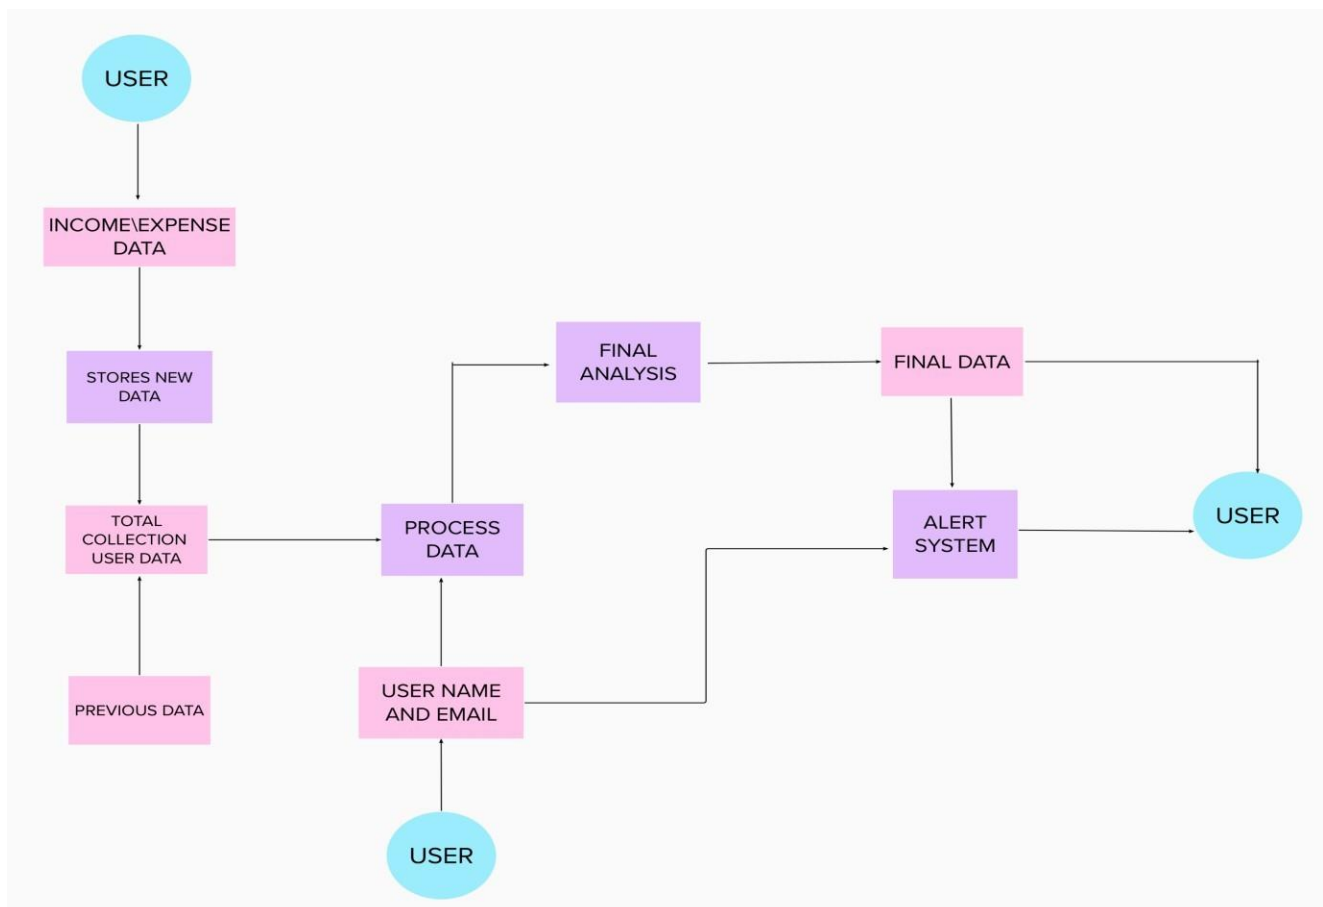 USER
INCOME\EXPENSE
DATA
STORES NEW
DATA
TOTAL
COLLECTION
USER DATA
PREVIOUS DATA
PROCESS
DATA
USER NAME
AND EMAIL
USER
FINAL
ANALYSIS
FINAL DATA
ALERT
SYSTEM
USER